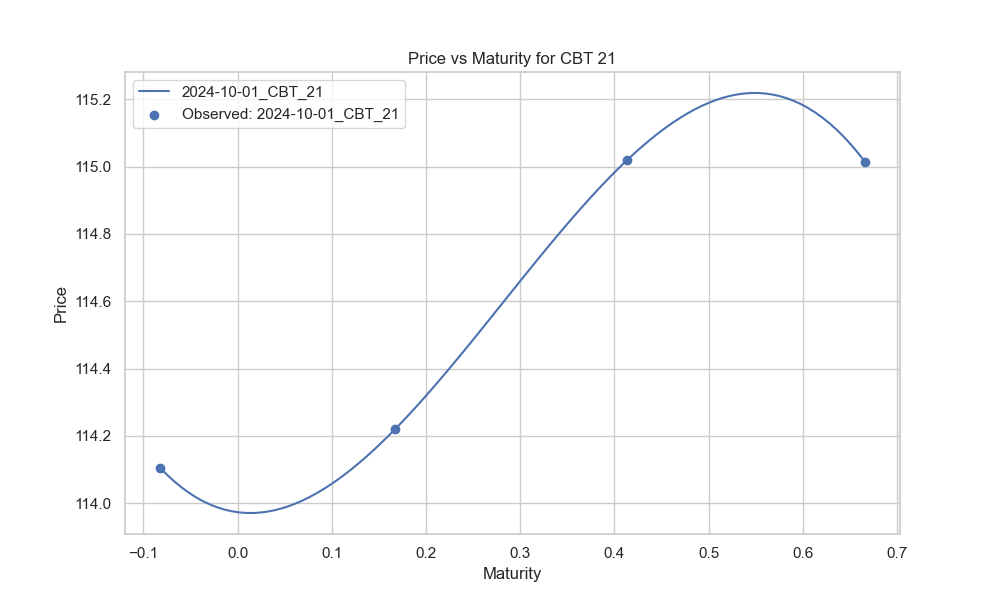 Price vs Maturity for CBT 21
2024-10-01_CBT_21
Observed: 2024-10-01_CBT_21
115.2
115.0
114.8
114.6
114.4
114.2
114.0
Price
−0.1 0.0 0.1 0.2 0.3 0.4 0.5 0.6 0.7
Maturity